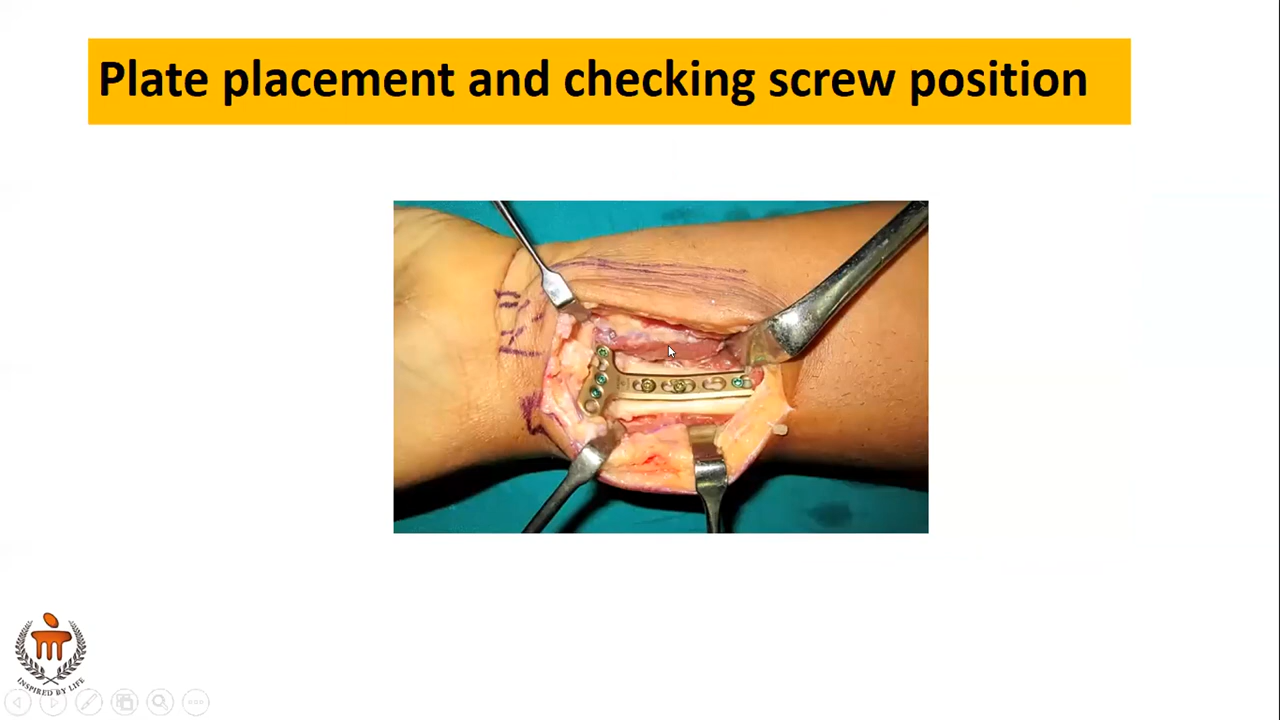 Plate placement and checking screw position
INSPIRED BY LIFE